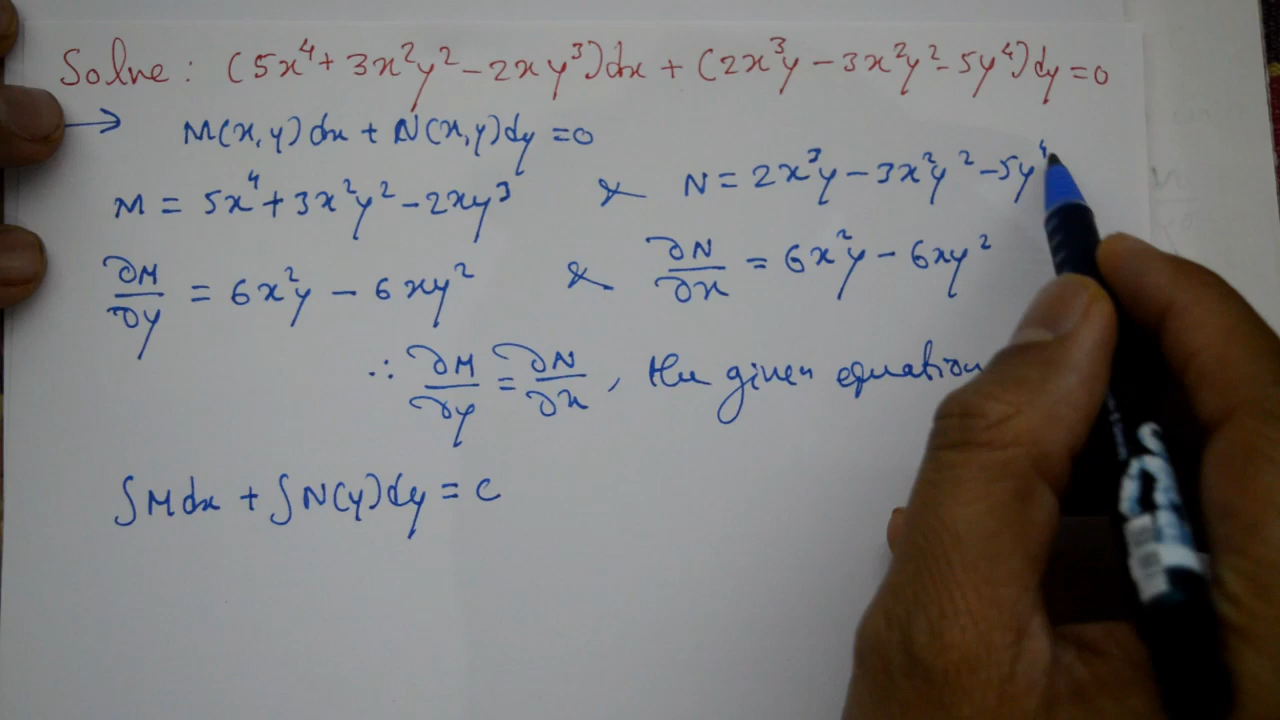 Solve: (5x⁴ + 3x²y² - 2xy³)dx + (2x³y - 3x²y² - 5y⁴)dy = 0
→ M(x,y)dx + N(x,y)dy = 0
M = 5x⁴ + 3x²y² - 2xy³ & N = 2x³y - 3x²y² - 5y⁴
∂M/∂y = 6x²y - 6xy² & ∂N/∂x = 6x²y - 6xy²
∴ ∂M/∂y = ∂N/∂x, the given equation
∫Mdx + ∫N(y)dy = c